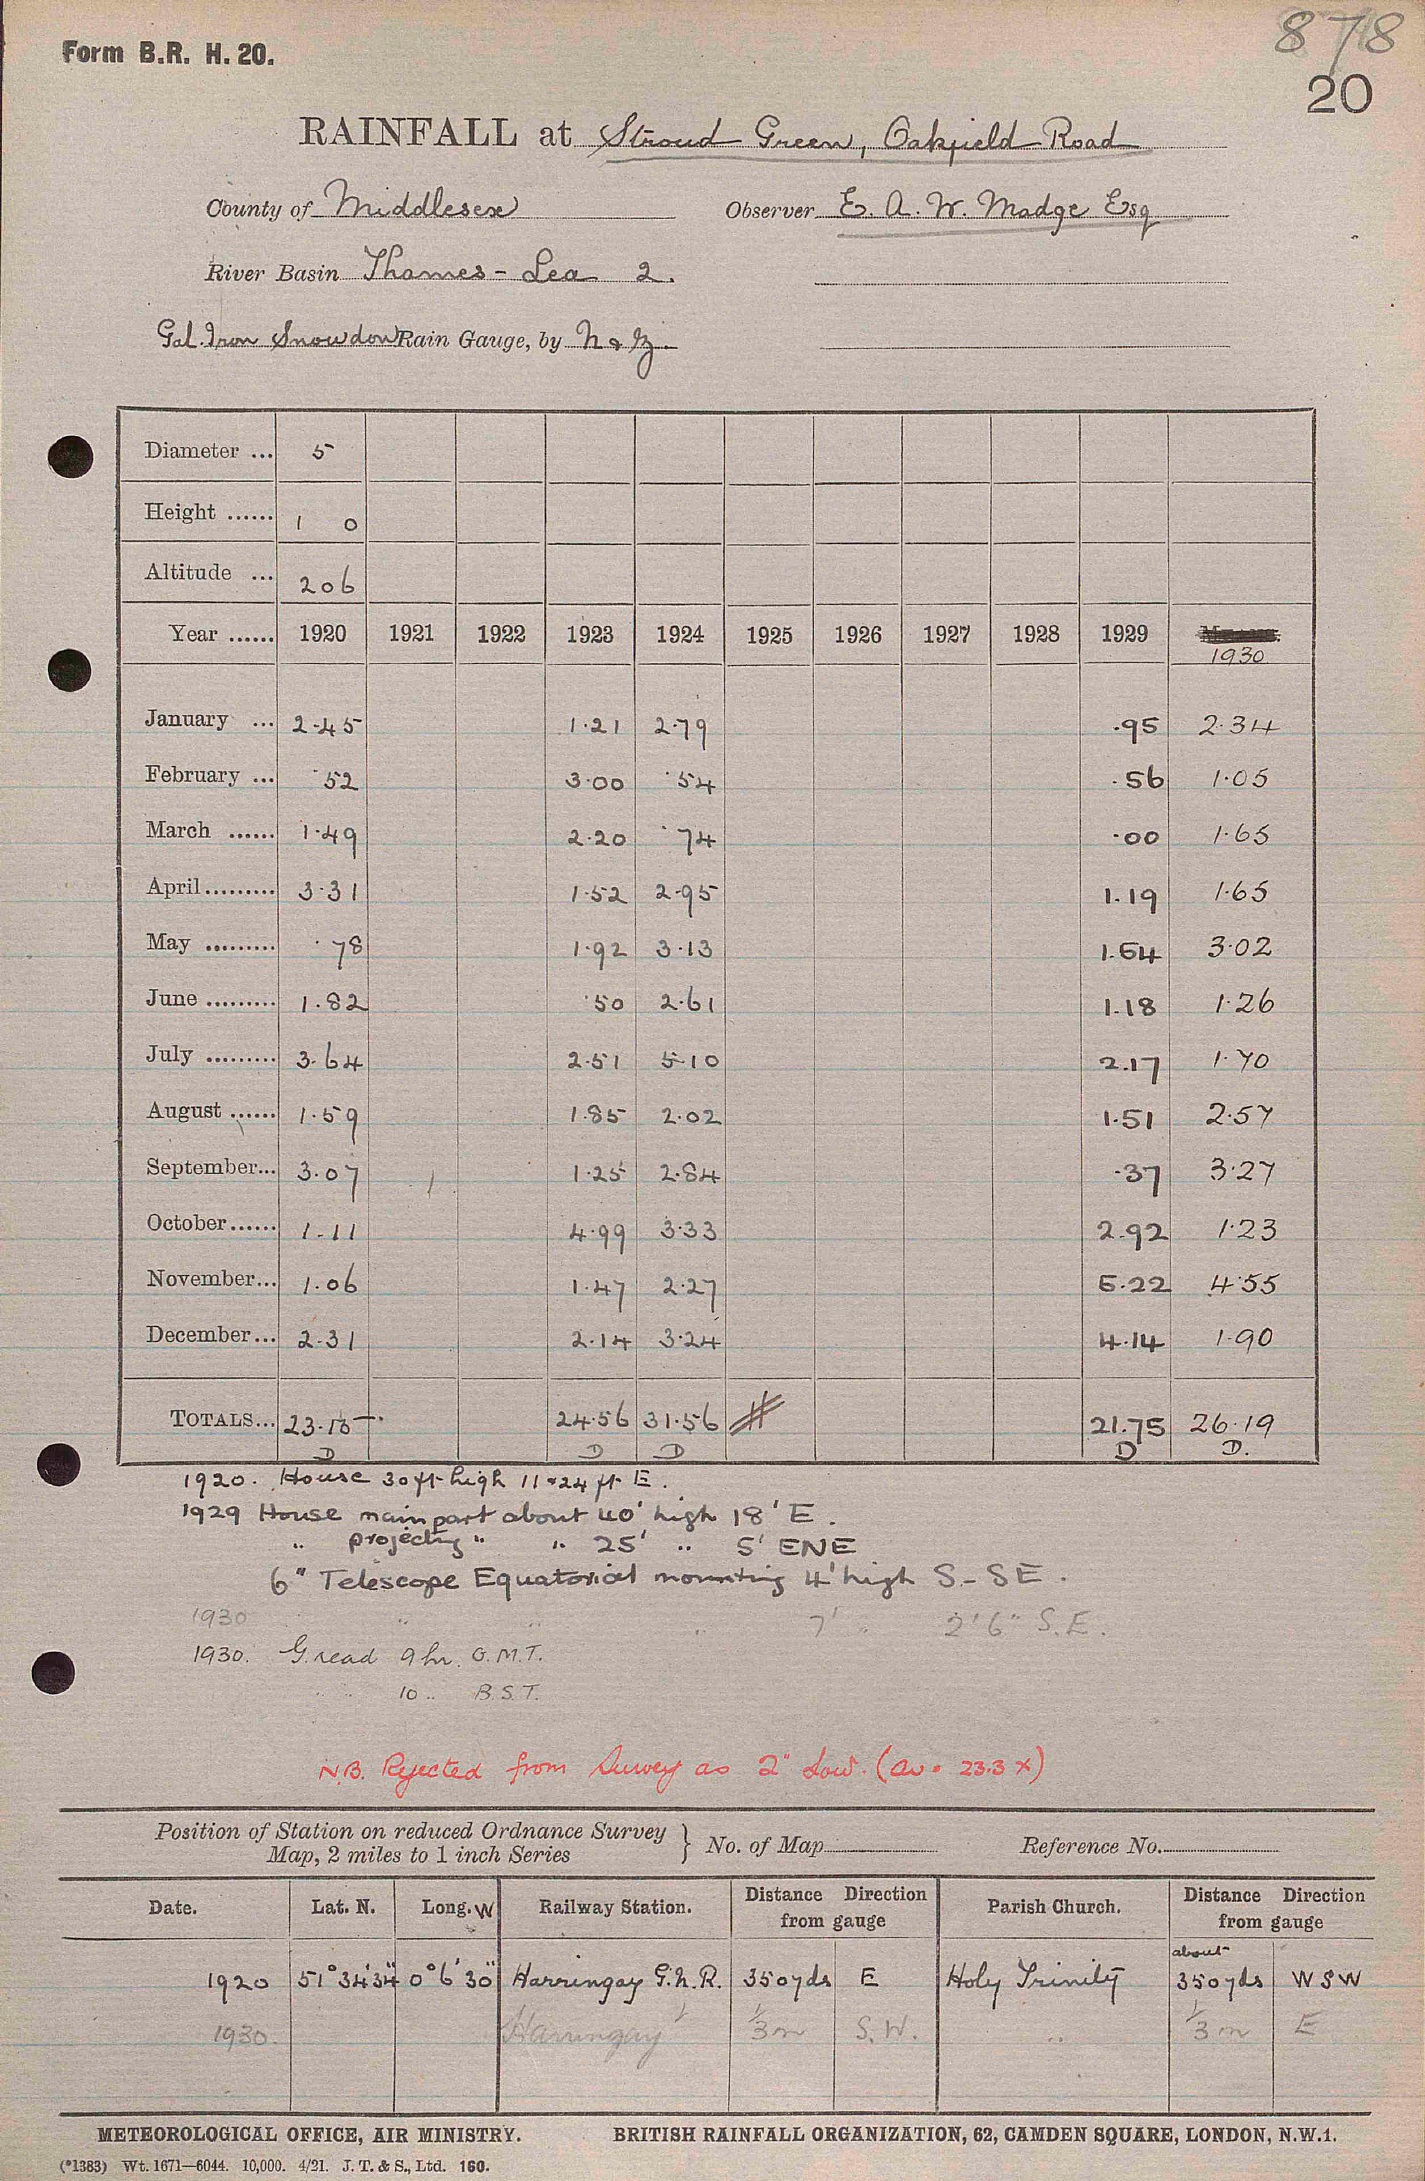 Form B.R. H. 20.
878
20
RAINFALL at Stroud Green, Oakfield Road
County of Middlesex Observer E. A. W. Madge Esq
River Basin Thames - Lea 2.
Gal. Iron Snowdon Rain Gauge, by N & Z.
Diameter ... 5
Height ...... 1 0
Altitude ... 206
Year ...... 1920 1921 1922 1923 1924 1925 1926 1927 1928 1929 1930
January ... 2.45 1.21 2.79 .95 2.34
February ... .52 3.00 .54 .56 1.05
March ...... 1.49 2.20 .74 .00 1.65
April ......... 3.31 1.52 2.95 1.19 1.65
May ......... .78 1.92 3.13 1.54 3.02
June ......... 1.82 .50 2.61 1.18 1.26
July ......... 3.64 2.51 5.10 2.17 1.70
August ...... 1.59 1.85 2.02 1.51 2.57
September... 3.07 1.25 2.84 .37 3.27
October...... 1.11 4.99 3.33 2.92 1.23
November... 1.06 1.47 2.27 5.22 4.55
December... 2.31 2.14 3.24 4.14 1.90
TOTALS... 23.15 24.56 31.56 21.75 26.19
D D D D D.
1920. House 30 ft high 11 & 24 ft E.
1929 House main part about 40' high 18' E.
" projecting " " 25' " 5' ENE
6" Telescope Equatorial mounting 4' high S - SE.
1930 " " " 7' " 2'6" S.E.
1930. G. read 9 hr. G.M.T.
" " 10 " B.S.T.
N.B. Rejected from Survey as 2" low. (av. 23.3 x)
Position of Station on reduced Ordnance Survey
Map, 2 miles to 1 inch Series } No. of Map Reference No.
Date. Lat. N. Long. W Railway Station. Distance Direction from gauge Parish Church. Distance Direction from gauge
about
1920 51° 34' 34" 0° 6' 30" Harringay G.N.R. 350 yds E Holy Trinity 350 yds W S W
1930. Harringay 1/3 m S.W. " 1/3 m E
METEOROLOGICAL OFFICE, AIR MINISTRY. BRITISH RAINFALL ORGANIZATION, 62, CAMDEN SQUARE, LONDON, N.W.1.
(*1383) Wt. 1671—6044. 10,000. 4/21. J. T. & S., Ltd. 160.